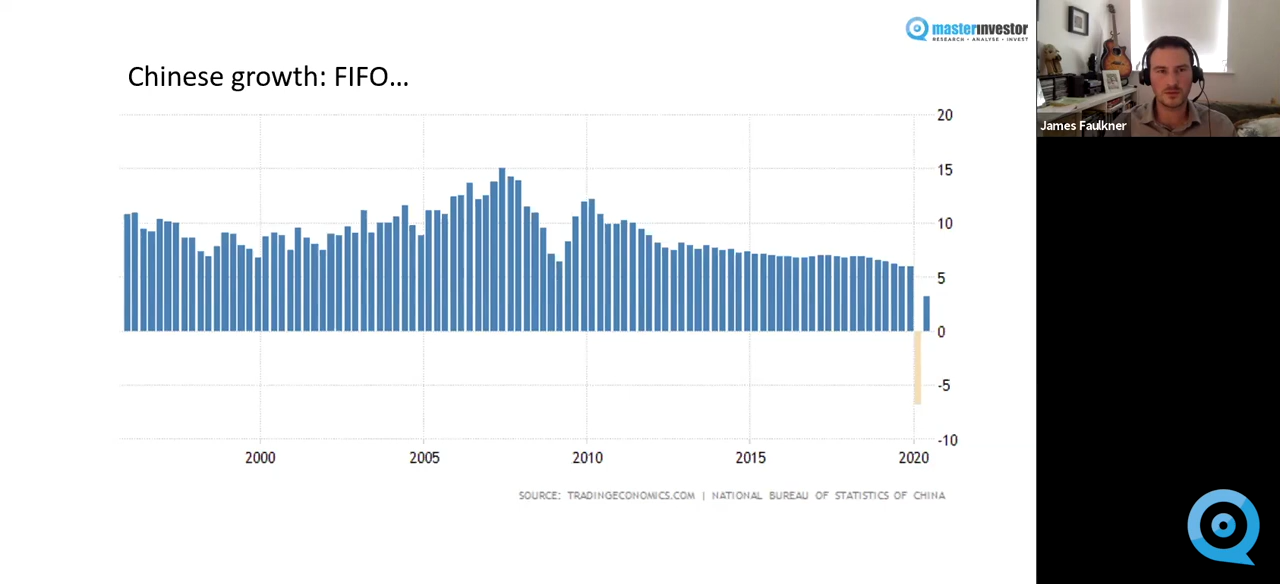 masterinvestor
RESEARCH • ANALYSE • INVEST
James Faulkner
Chinese growth: FIFO...
20
15
10
5
0
-5
-10
2000 2005 2010 2015 2020
SOURCE: TRADINGECONOMICS.COM | NATIONAL BUREAU OF STATISTICS OF CHINA